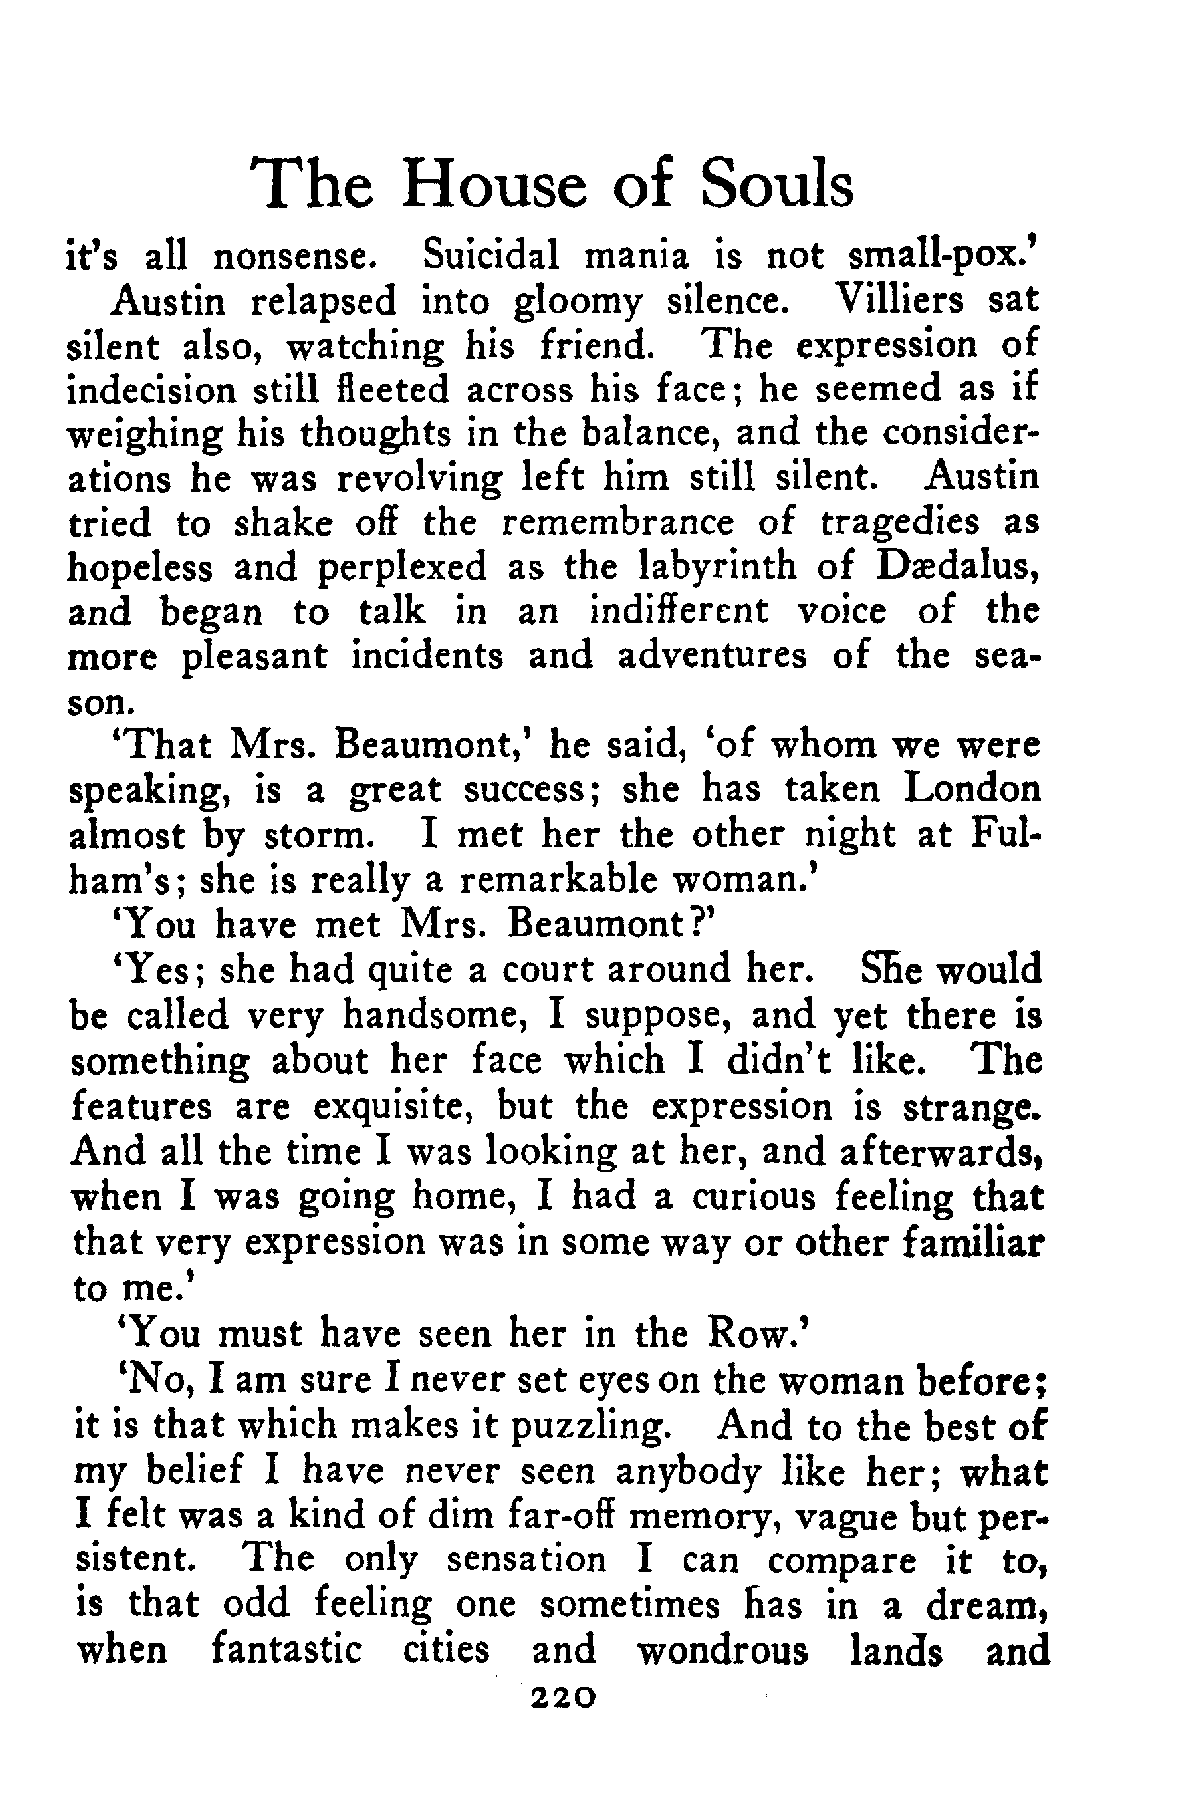 The House of Souls
it's all nonsense. Suicidal mania is not small-pox.'
Austin relapsed into gloomy silence. Villiers sat
silent also, watching his friend. The expression of
indecision still fleeted across his face; he seemed as if
weighing his thoughts in the balance, and the consider-
ations he was revolving left him still silent. Austin
tried to shake off the remembrance of tragedies as
hopeless and perplexed as the labyrinth of Dædalus,
and began to talk in an indifferent voice of the
more pleasant incidents and adventures of the sea-
son.
'That Mrs. Beaumont,' he said, 'of whom we were
speaking, is a great success; she has taken London
almost by storm. I met her the other night at Ful-
ham's; she is really a remarkable woman.'
'You have met Mrs. Beaumont?'
'Yes; she had quite a court around her. She would
be called very handsome, I suppose, and yet there is
something about her face which I didn't like. The
features are exquisite, but the expression is strange.
And all the time I was looking at her, and afterwards,
when I was going home, I had a curious feeling that
that very expression was in some way or other familiar
to me.'
'You must have seen her in the Row.'
'No, I am sure I never set eyes on the woman before;
it is that which makes it puzzling. And to the best of
my belief I have never seen anybody like her; what
I felt was a kind of dim far-off memory, vague but per-
sistent. The only sensation I can compare it to,
is that odd feeling one sometimes has in a dream,
when fantastic cities and wondrous lands and
220